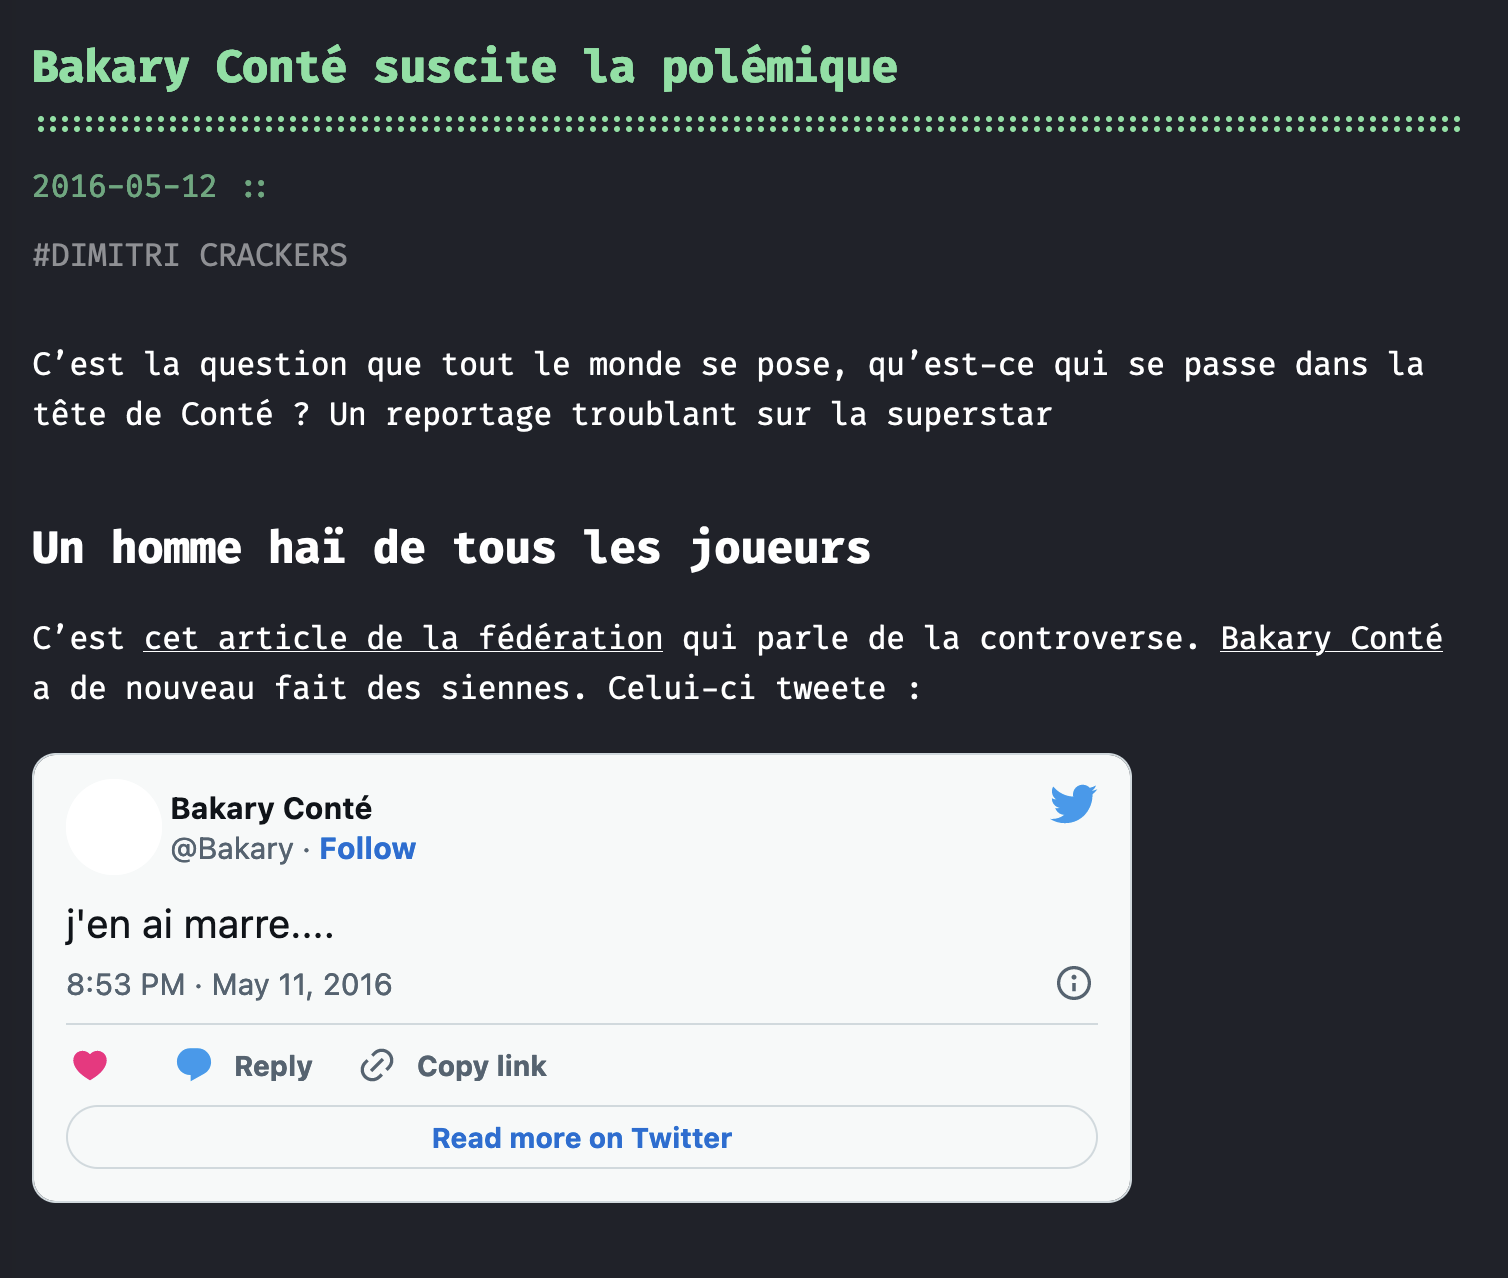 Bakary Conté suscite la polémique
2016-05-12 ::
#DIMITRI CRACKERS
C’est la question que tout le monde se pose, qu’est-ce qui se passe dans la
tête de Conté ? Un reportage troublant sur la superstar
Un homme haï de tous les joueurs
C’est cet article de la fédération qui parle de la controverse. Bakary Conté
a de nouveau fait des siennes. Celui-ci tweete :
Bakary Conté
@Bakary · Follow
j'en ai marre....
8:53 PM · May 11, 2016
Reply Copy link
Read more on Twitter